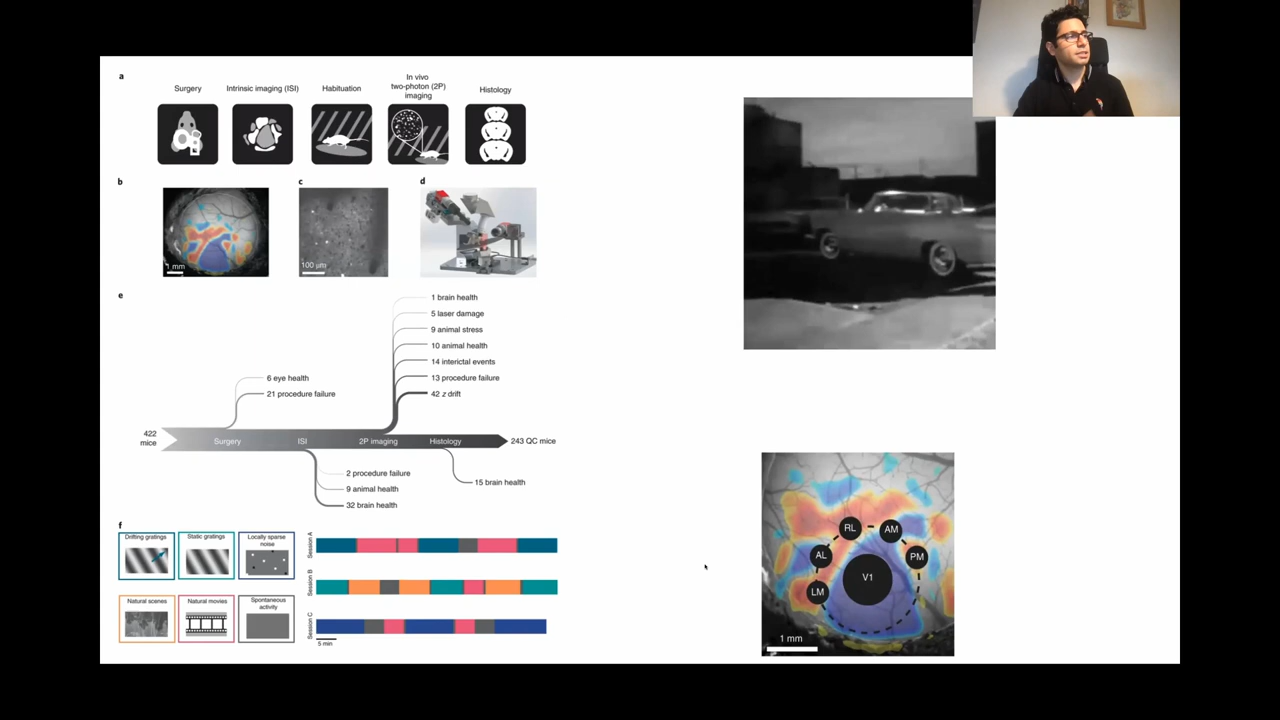 a
Surgery
Intrinsic imaging (ISI)
Habituation
In vivo
two-photon (2P)
imaging
Histology
b
c
d
1 mm
100 µm
e
1 brain health
5 laser damage
9 animal stress
10 animal health
14 interictal events
13 procedure failure
42 z drift
6 eye health
21 procedure failure
422
mice
Surgery
ISI
2P imaging
Histology
243 QC mice
2 procedure failure
9 animal health
32 brain health
15 brain health
f
Drifting gratings
Static gratings
Locally sparse
noise
Natural scenes
Natural movies
Spontaneous
activity
Session A
Session B
Session C
5 min
RL
AM
AL
PM
V1
LM
1 mm